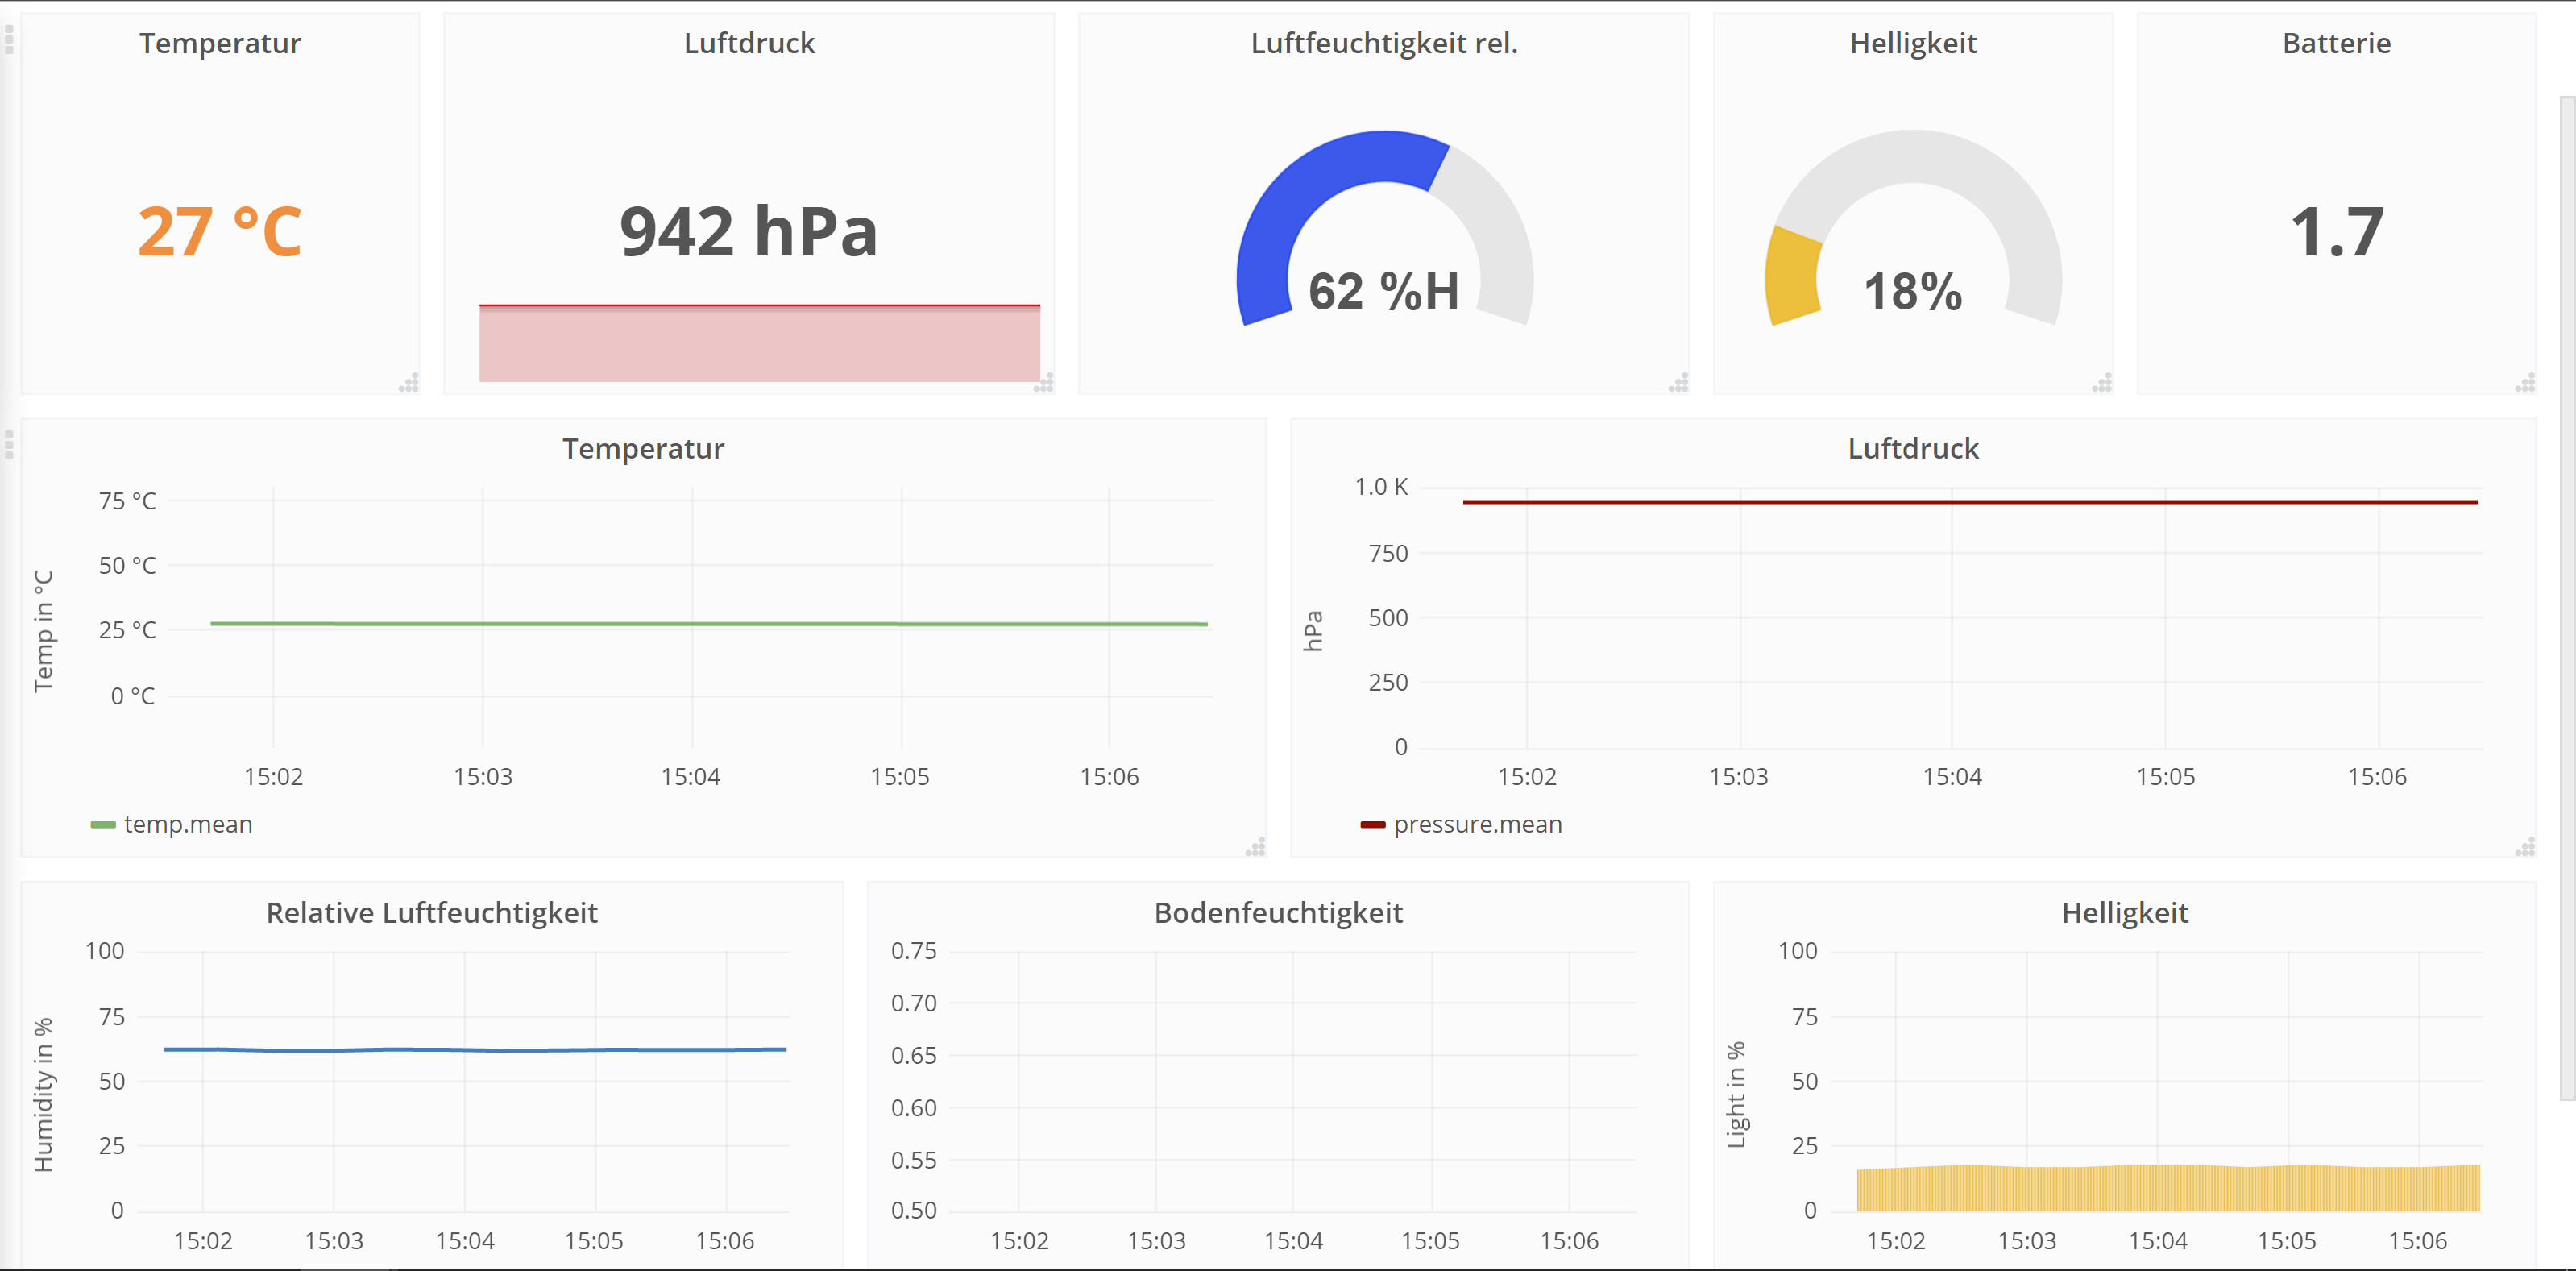 Temperatur
27 °C
Luftdruck
942 hPa
Luftfeuchtigkeit rel.
62 %H
Helligkeit
18%
Batterie
1.7
Temperatur
Temp in °C
75 °C
50 °C
25 °C
0 °C
15:02 15:03 15:04 15:05 15:06
temp.mean
Luftdruck
hPa
1.0 K
750
500
250
0
15:02 15:03 15:04 15:05 15:06
pressure.mean
Relative Luftfeuchtigkeit
Humidity in %
100
75
50
25
0
15:02 15:03 15:04 15:05 15:06
Bodenfeuchtigkeit
0.75
0.70
0.65
0.60
0.55
0.50
15:02 15:03 15:04 15:05 15:06
Helligkeit
Light in %
100
75
50
25
0
15:02 15:03 15:04 15:05 15:06